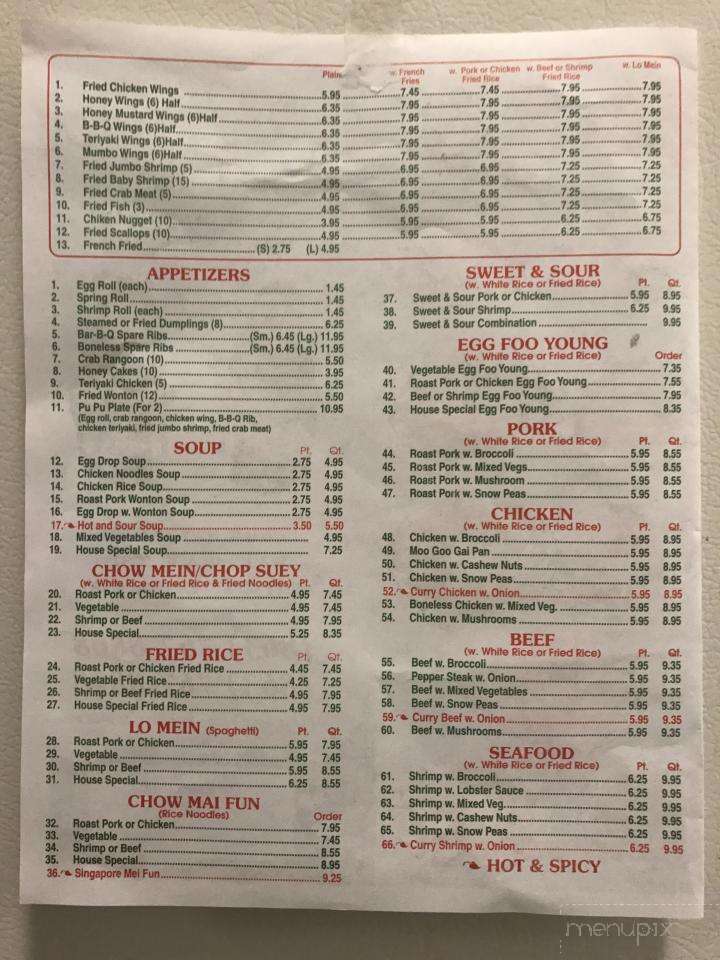 Plain w. French Fries w. Pork or Chicken Fried Rice w. Beef or Shrimp Fried Rice w. Lo Mein
1. Fried Chicken Wings 5.95 7.45 7.45 7.95 7.95
2. Honey Wings (6) Half 6.35 7.95 7.95 7.95 7.95
3. Honey Mustard Wings (6)Half 6.35 7.95 7.95 7.95 7.95
4. B-B-Q Wings (6)Half 6.35 7.95 7.95 7.95 7.95
5. Teriyaki Wings (6)Half 6.35 7.95 7.95 7.95 7.95
6. Mumbo Wings (6)Half 6.35 7.95 7.95 7.95 7.95
7. Fried Jumbo Shrimp (5) 4.95 6.95 6.95 7.25 7.25
8. Fried Baby Shrimp (15) 4.95 6.95 6.95 7.25 7.25
9. Fried Crab Meat (5) 4.95 6.95 6.95 7.25 7.25
10. Fried Fish (3) 4.95 6.95 6.95 7.25 7.25
11. Chiken Nugget (10) 3.95 5.95 5.95 6.25 6.75
12. Fried Scallops (10) 4.95 5.95 5.95 6.25 6.75
13. French Fried (S) 2.75 (L) 4.95
APPETIZERS
1. Egg Roll (each) 1.45
2. Spring Roll 1.45
3. Shrimp Roll (each) 1.45
4. Steamed or Fried Dumplings (8) 6.25
5. Bar-B-Q Spare Ribs (Sm.) 6.45 (Lg.) 11.95
6. Boneless Spare Ribs (Sm.) 6.45 (Lg.) 11.95
7. Crab Rangoon (10) 5.50
8. Honey Cakes (10) 3.95
9. Teriyaki Chicken (5) 6.25
10. Fried Wonton (12) 5.50
11. Pu Pu Plate (For 2) 10.95
(Egg roll, crab rangoon, chicken wing, B-B-Q Rib,
chicken teriyaki, fried jumbo shrimp, fried crab meat)
SOUP Pt. Qt.
12. Egg Drop Soup 2.75 4.95
13. Chicken Noodles Soup 2.75 4.95
14. Chicken Rice Soup 2.75 4.95
15. Roast Pork Wonton Soup 2.75 4.95
16. Egg Drop w. Wonton Soup 2.75 4.95
17. Hot and Sour Soup 3.50 5.50
18. Mixed Vegetables Soup 4.95
19. House Special Soup 7.25
CHOW MEIN/CHOP SUEY
(w. White Rice or Fried Rice & Fried Noodles) Pt. Qt.
20. Roast Pork or Chicken 4.95 7.45
21. Vegetable 4.95 7.45
22. Shrimp or Beef 4.95 7.95
23. House Special 5.25 8.35
FRIED RICE Pt. Qt.
24. Roast Pork or Chicken Fried Rice 4.45 7.45
25. Vegetable Fried Rice 4.25 7.25
26. Shrimp or Beef Fried Rice 4.95 7.95
27. House Special Fried Rice 4.95 7.95
LO MEIN (Spaghetti) Pt. Qt.
28. Roast Pork or Chicken 5.95 7.95
29. Vegetable 4.95 7.45
30. Shrimp or Beef 5.95 8.55
31. House Special 6.25 8.55
CHOW MAI FUN
(Rice Noodles) Order
32. Roast Pork or Chicken 7.95
33. Vegetable 7.45
34. Shrimp or Beef 8.55
35. House Special 8.95
36. Singapore Mei Fun 9.25
SWEET & SOUR
(w. White Rice or Fried Rice) Pt. Qt.
37. Sweet & Sour Pork or Chicken 5.95 8.95
38. Sweet & Sour Shrimp 6.25 9.95
39. Sweet & Sour Combination 9.95
EGG FOO YOUNG
(w. White Rice or Fried Rice) Order
40. Vegetable Egg Foo Young 7.35
41. Roast Pork or Chicken Egg Foo Young 7.55
42. Beef or Shrimp Egg Foo Young 7.95
43. House Special Egg Foo Young 8.35
PORK
(w. White Rice or Fried Rice) Pt. Qt.
44. Roast Pork w. Broccoli 5.95 8.55
45. Roast Pork w. Mixed Vegs 5.95 8.55
46. Roast Pork w. Mushroom 5.95 8.55
47. Roast Pork w. Snow Peas 5.95 8.55
CHICKEN
(w. White Rice or Fried Rice) Pt. Qt.
48. Chicken w. Broccoli 5.95 8.95
49. Moo Goo Gai Pan 5.95 8.95
50. Chicken w. Cashew Nuts 5.95 8.95
51. Chicken w. Snow Peas 5.95 8.95
52. Curry Chicken w. Onion 5.95 8.95
53. Boneless Chicken w. Mixed Veg. 5.95 8.95
54. Chicken w. Mushrooms 5.95 8.95
BEEF
(w. White Rice or Fried Rice) Pt. Qt.
55. Beef w. Broccoli 5.95 9.35
56. Pepper Steak w. Onion 5.95 9.35
57. Beef w. Mixed Vegetables 5.95 9.35
58. Beef w. Snow Peas 5.95 9.35
59. Curry Beef w. Onion 5.95 9.35
60. Beef w. Mushrooms 5.95 9.35
SEAFOOD
(w. White Rice or Fried Rice) Pt. Qt.
61. Shrimp w. Broccoli 6.25 9.95
62. Shrimp w. Lobster Sauce 6.25 9.95
63. Shrimp w. Mixed Veg. 6.25 9.95
64. Shrimp w. Cashew Nuts 6.25 9.95
65. Shrimp w. Snow Peas 6.25 9.95
66. Curry Shrimp w. Onion 6.25 9.95
HOT & SPICY
menupix